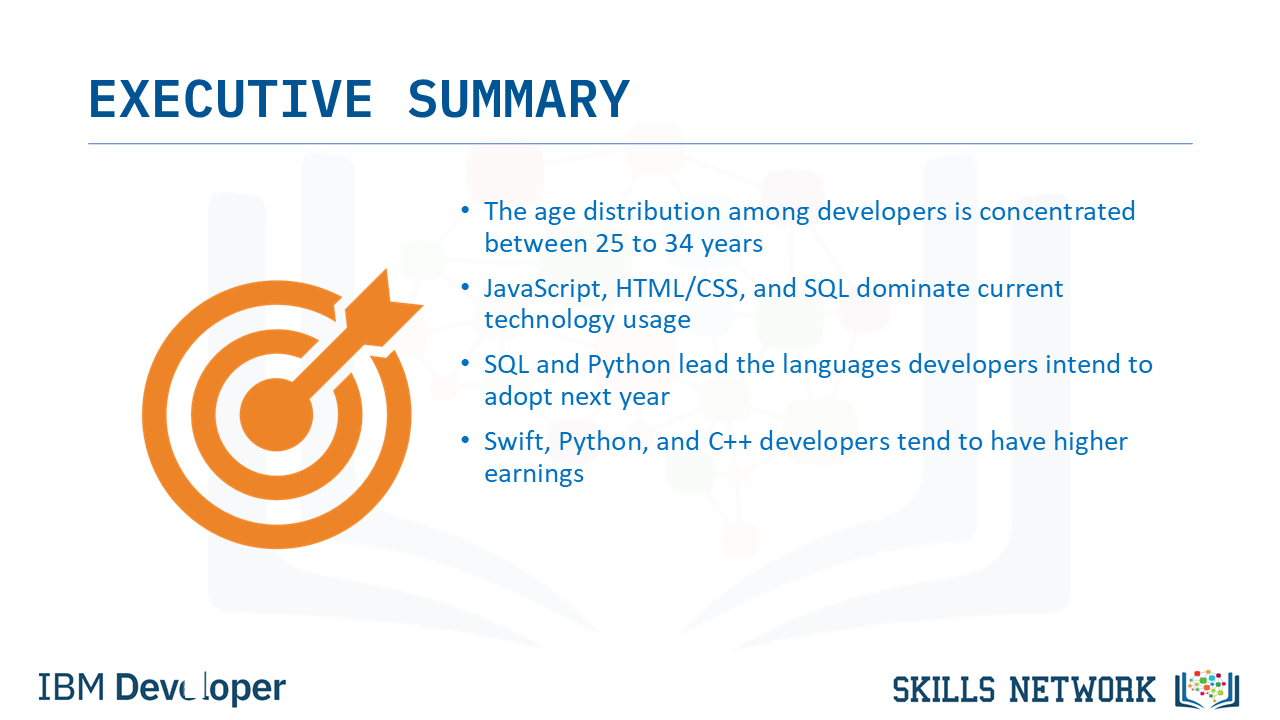 EXECUTIVE SUMMARY
• The age distribution among developers is concentrated
between 25 to 34 years
• JavaScript, HTML/CSS, and SQL dominate current
technology usage
• SQL and Python lead the languages developers intend to
adopt next year
• Swift, Python, and C++ developers tend to have higher
earnings
IBM Developer
SKILLS NETWORK